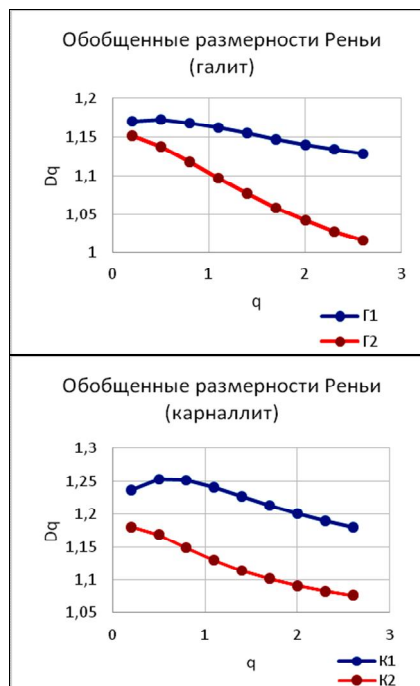 Обобщенные размерности Реньи
(галит)
1,2
1,15
1,1
1,05
1
Dq
0
1
2
3
q
Г1
Г2
Обобщенные размерности Реньи
(карналлит)
1,3
1,25
1,2
1,15
1,1
1,05
Dq
0
1
2
3
q
К1
К2